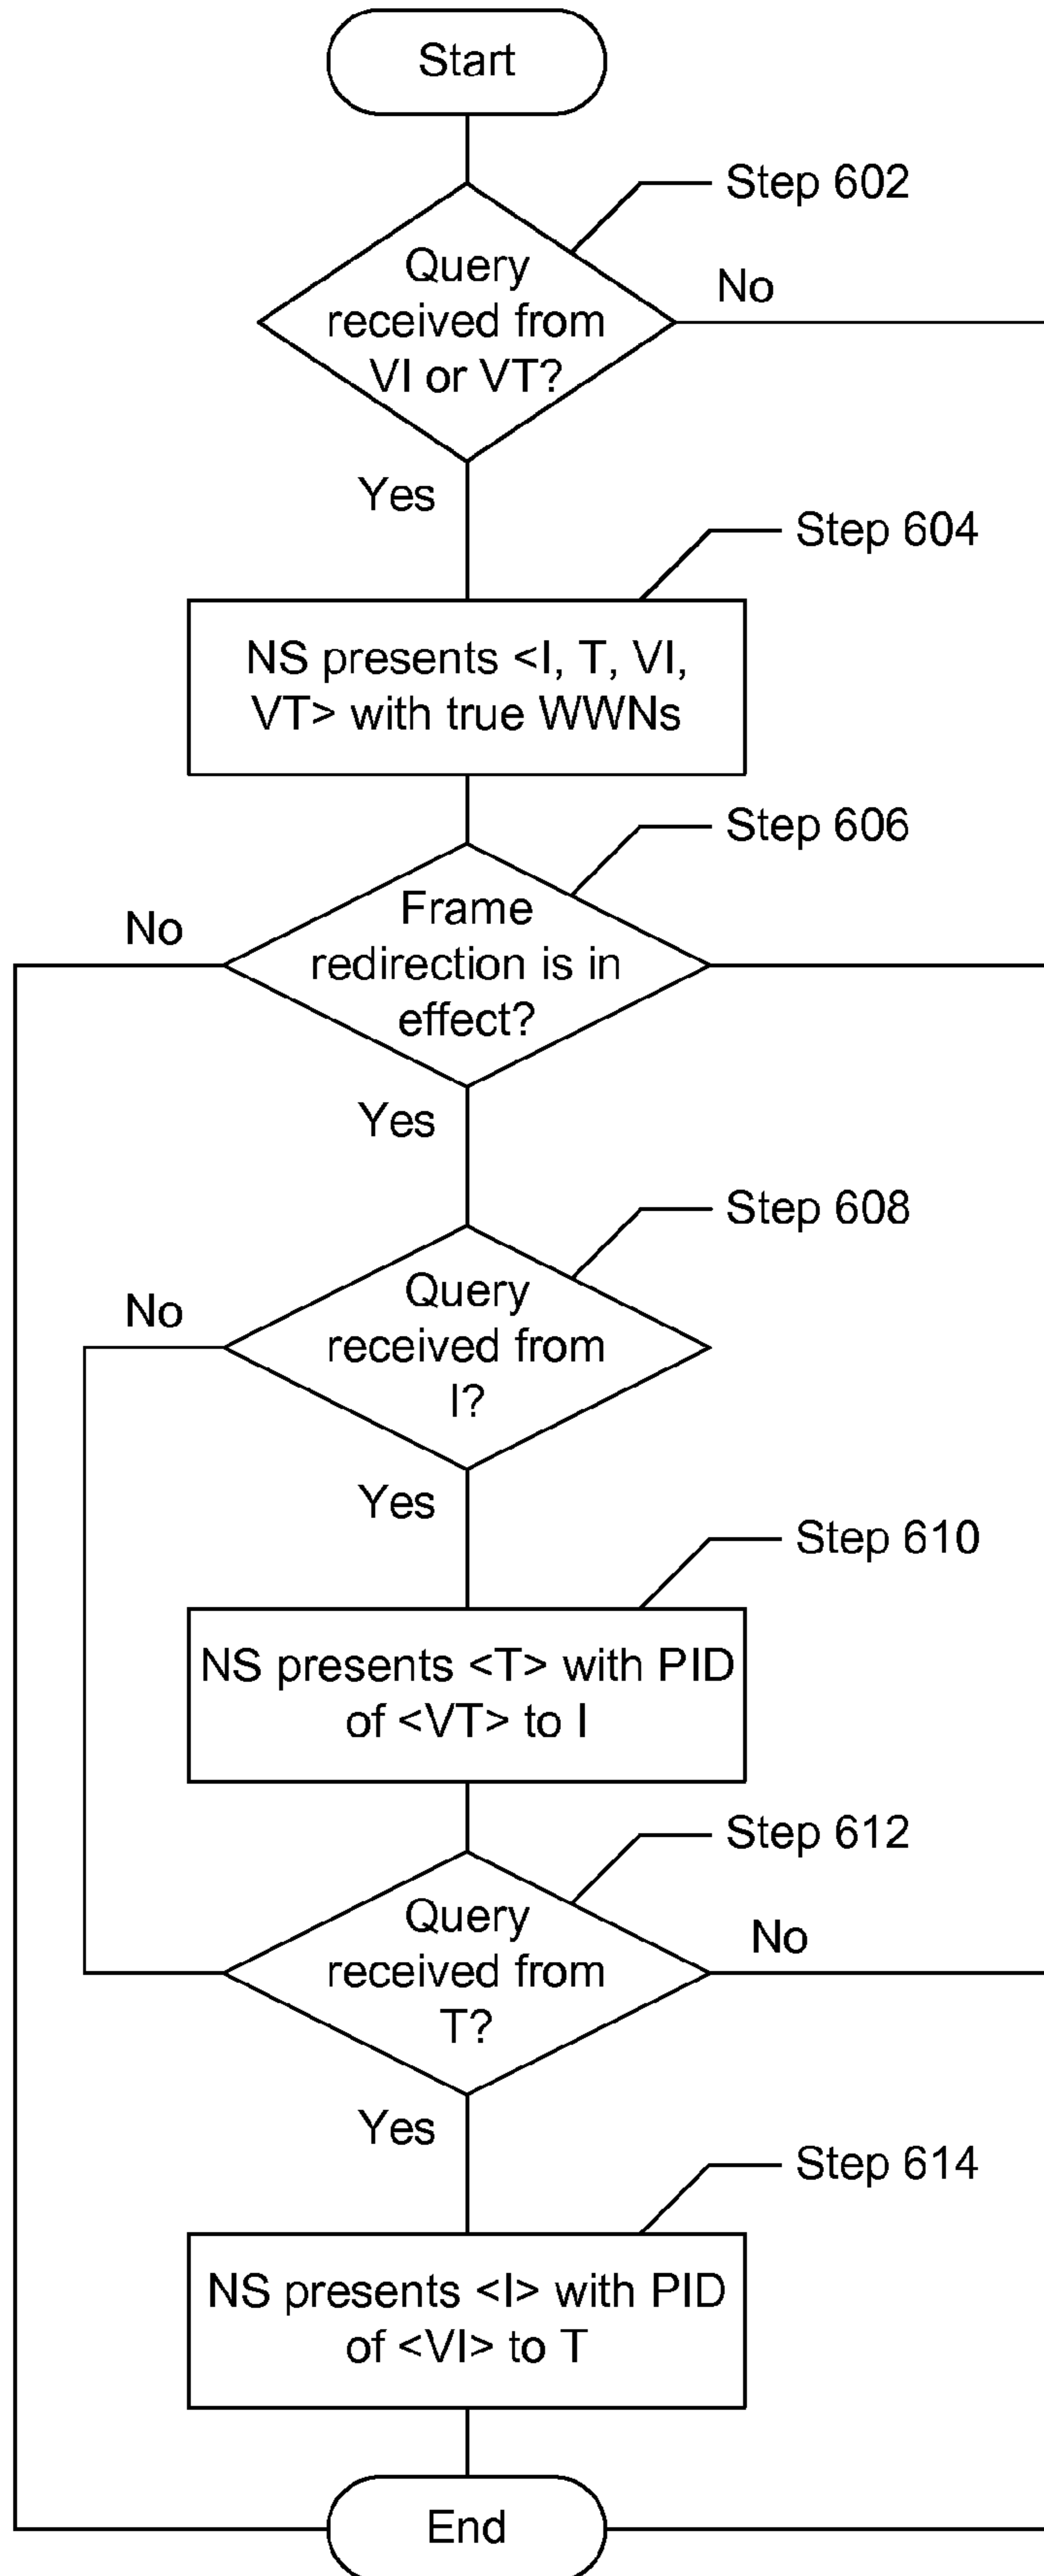 Start
Step 602
Query
received from
VI or VT?
No
Yes
Step 604
NS presents <I, T, VI,
VT> with true WWNs
Step 606
Frame
redirection is in
effect?
No
Yes
Step 608
Query
received from
I?
No
Yes
Step 610
NS presents <T> with PID
of <VT> to I
Step 612
Query
received from
T?
No
Yes
Step 614
NS presents <I> with PID
of <VI> to T
End